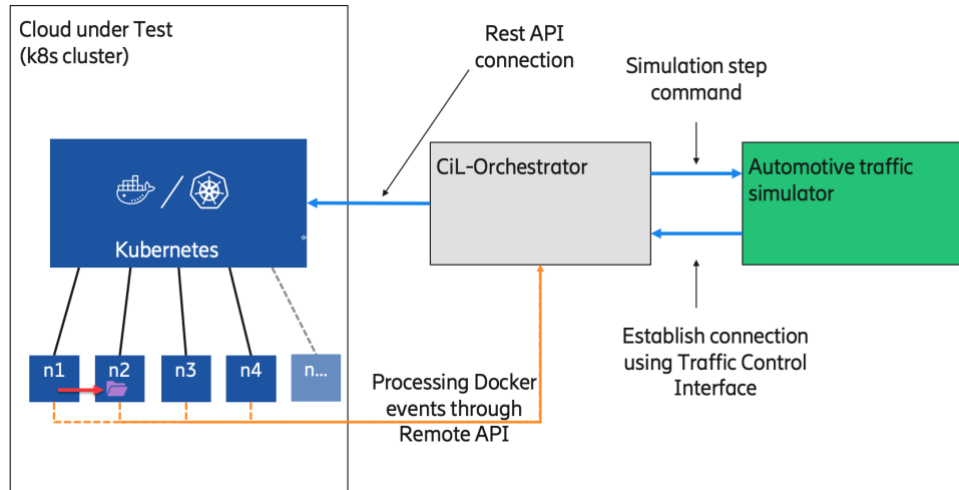 Cloud under Test
(k8s cluster)
Rest API
connection
Simulation step
command
CiL-Orchestrator
Automotive traffic
simulator
Kubernetes
n1
n2
n3
n4
n...
Processing Docker
events through
Remote API
Establish connection
using Traffic Control
Interface